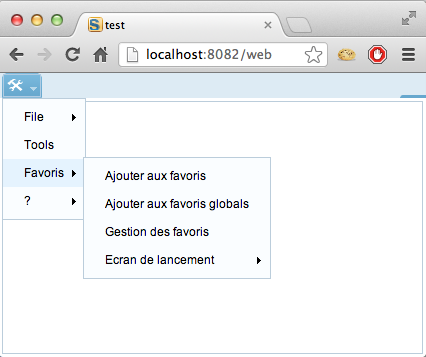 test
localhost:8082/web
File
Tools
Favoris
?
Ajouter aux favoris
Ajouter aux favoris globals
Gestion des favoris
Ecran de lancement